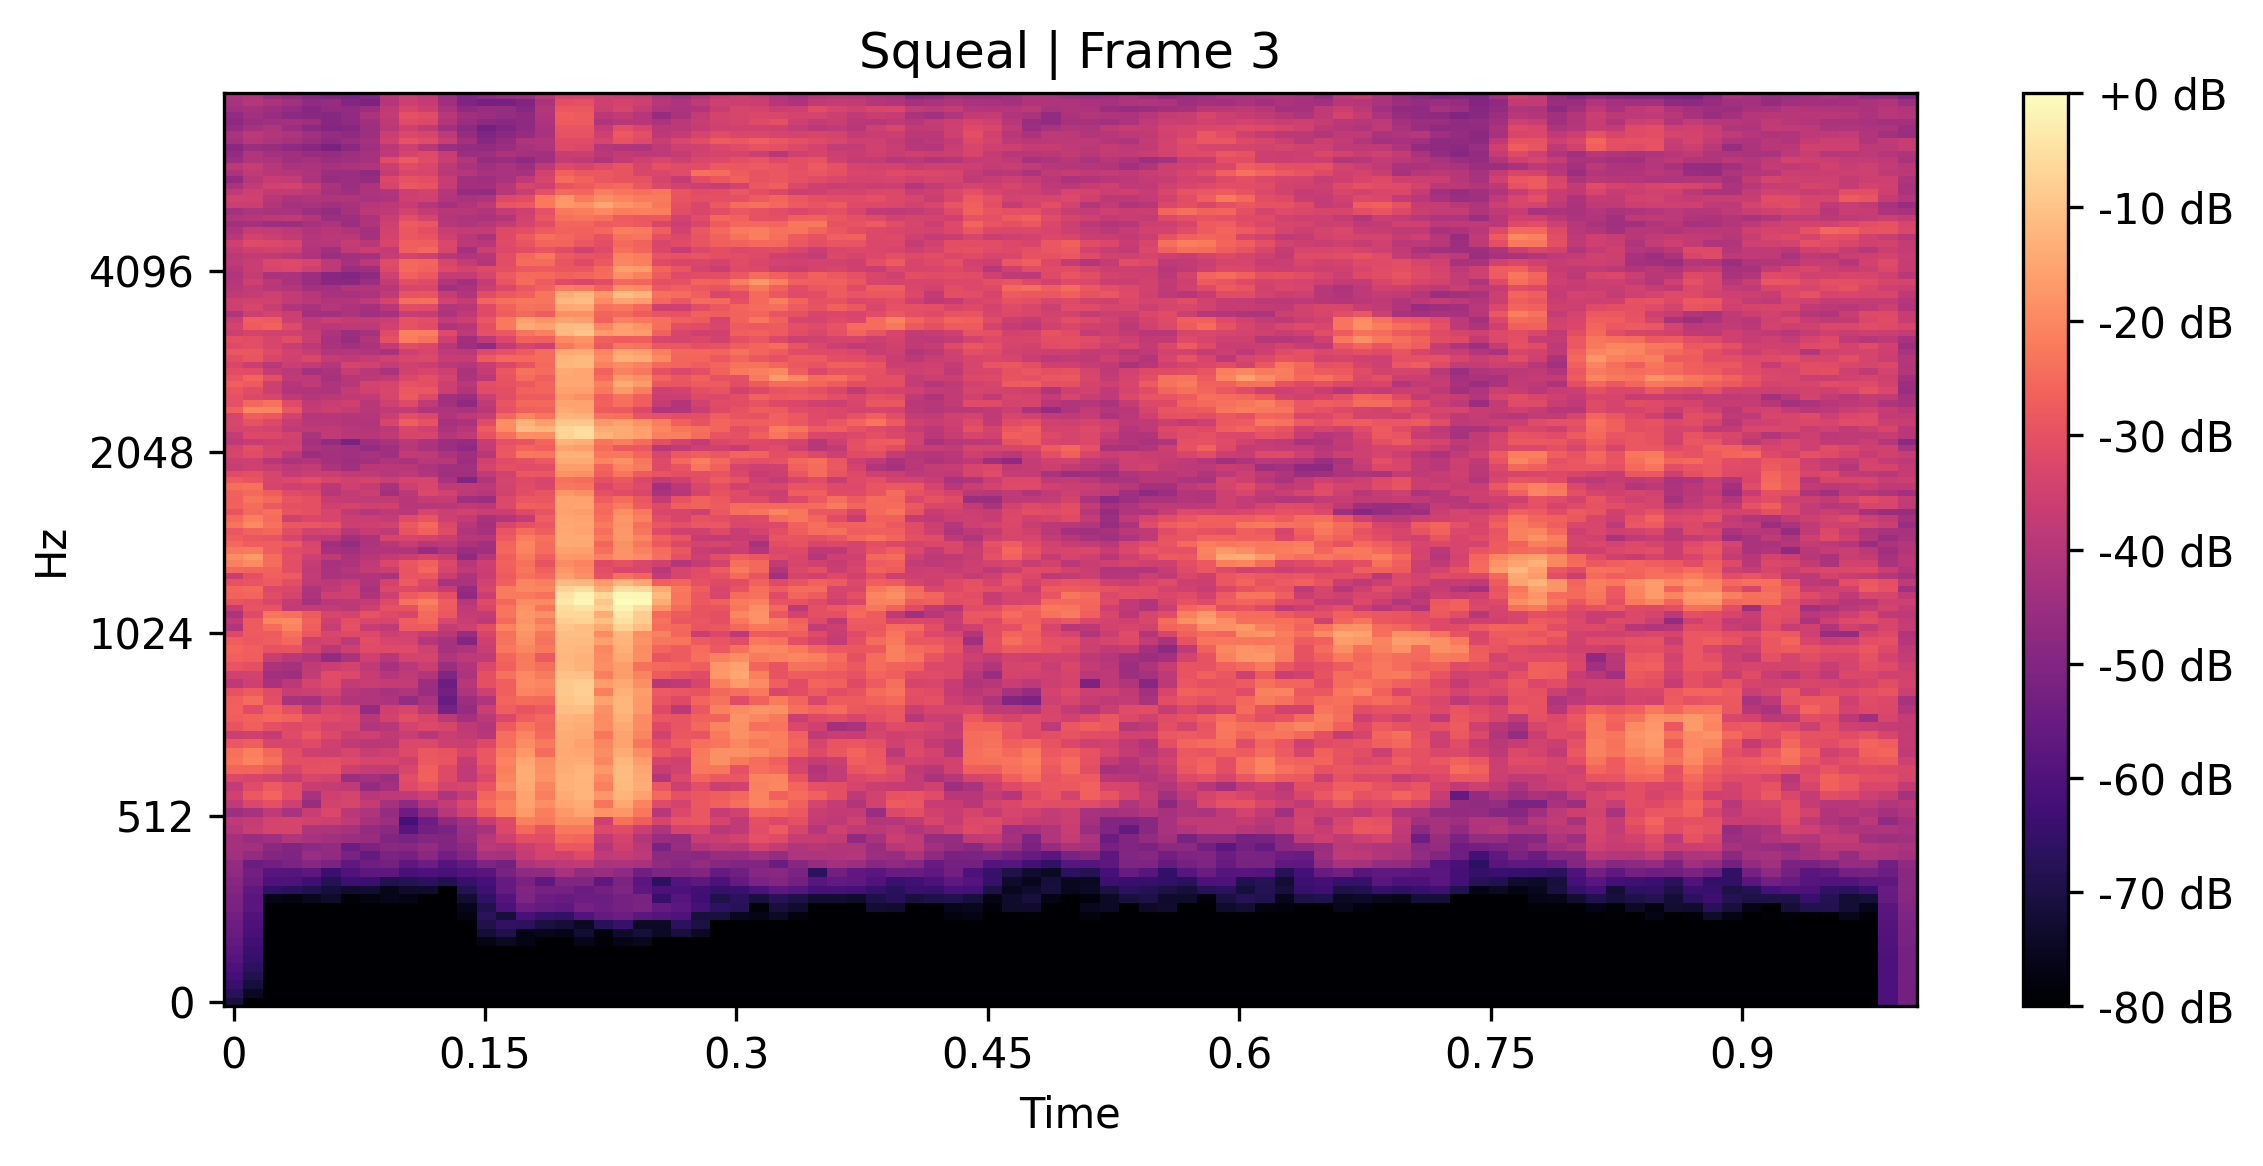 Squeal | Frame 3
+0 dB
-10 dB
-20 dB
-30 dB
-40 dB
-50 dB
-60 dB
-70 dB
-80 dB
Hz
4096
2048
1024
512
0
0 0.15 0.3 0.45 0.6 0.75 0.9
Time